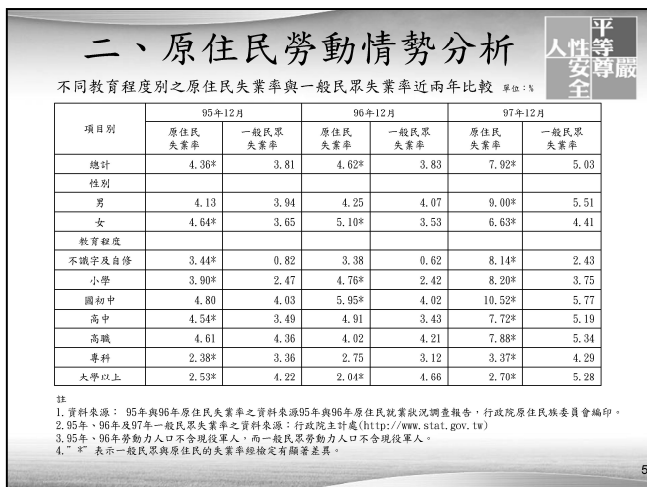 二、原住民勞動情勢分析
平
人性等
安尊嚴
全
不同教育程度別之原住民失業率與一般民眾失業率近兩年比較 單位：%
項目別 95年12月 96年12月 97年12月
原住民失業率 一般民眾失業率 原住民失業率 一般民眾失業率 原住民失業率 一般民眾失業率
總計 4.36* 3.81 4.62* 3.83 7.92* 5.03
性別
男 4.13 3.94 4.25 4.07 9.00* 5.51
女 4.64* 3.65 5.10* 3.53 6.63* 4.41
教育程度
不識字及自修 3.44* 0.82 3.38 0.62 8.14* 2.43
小學 3.90* 2.47 4.76* 2.42 8.20* 3.75
國初中 4.80 4.03 5.95* 4.02 10.52* 5.77
高中 4.54* 3.49 4.91 3.43 7.72* 5.19
高職 4.61 4.36 4.02 4.21 7.88* 5.34
專科 2.38* 3.36 2.75 3.12 3.37* 4.29
大學以上 2.53* 4.22 2.04* 4.66 2.70* 5.28
註
1.資料來源： 95年與96年原住民失業率之資料來源95年與96年原住民就業狀況調查報告，行政院原住民族委員會編印。
2.95年、96年及97年一般民眾失業率之資料來源：行政院主計處(http://www.stat.gov.tw)
3.95年、96年勞動力人口不含現役軍人，而一般民眾勞動力人口不含現役軍人。
4.”*”表示一般民眾與原住民的失業率經檢定有顯著差異。
5